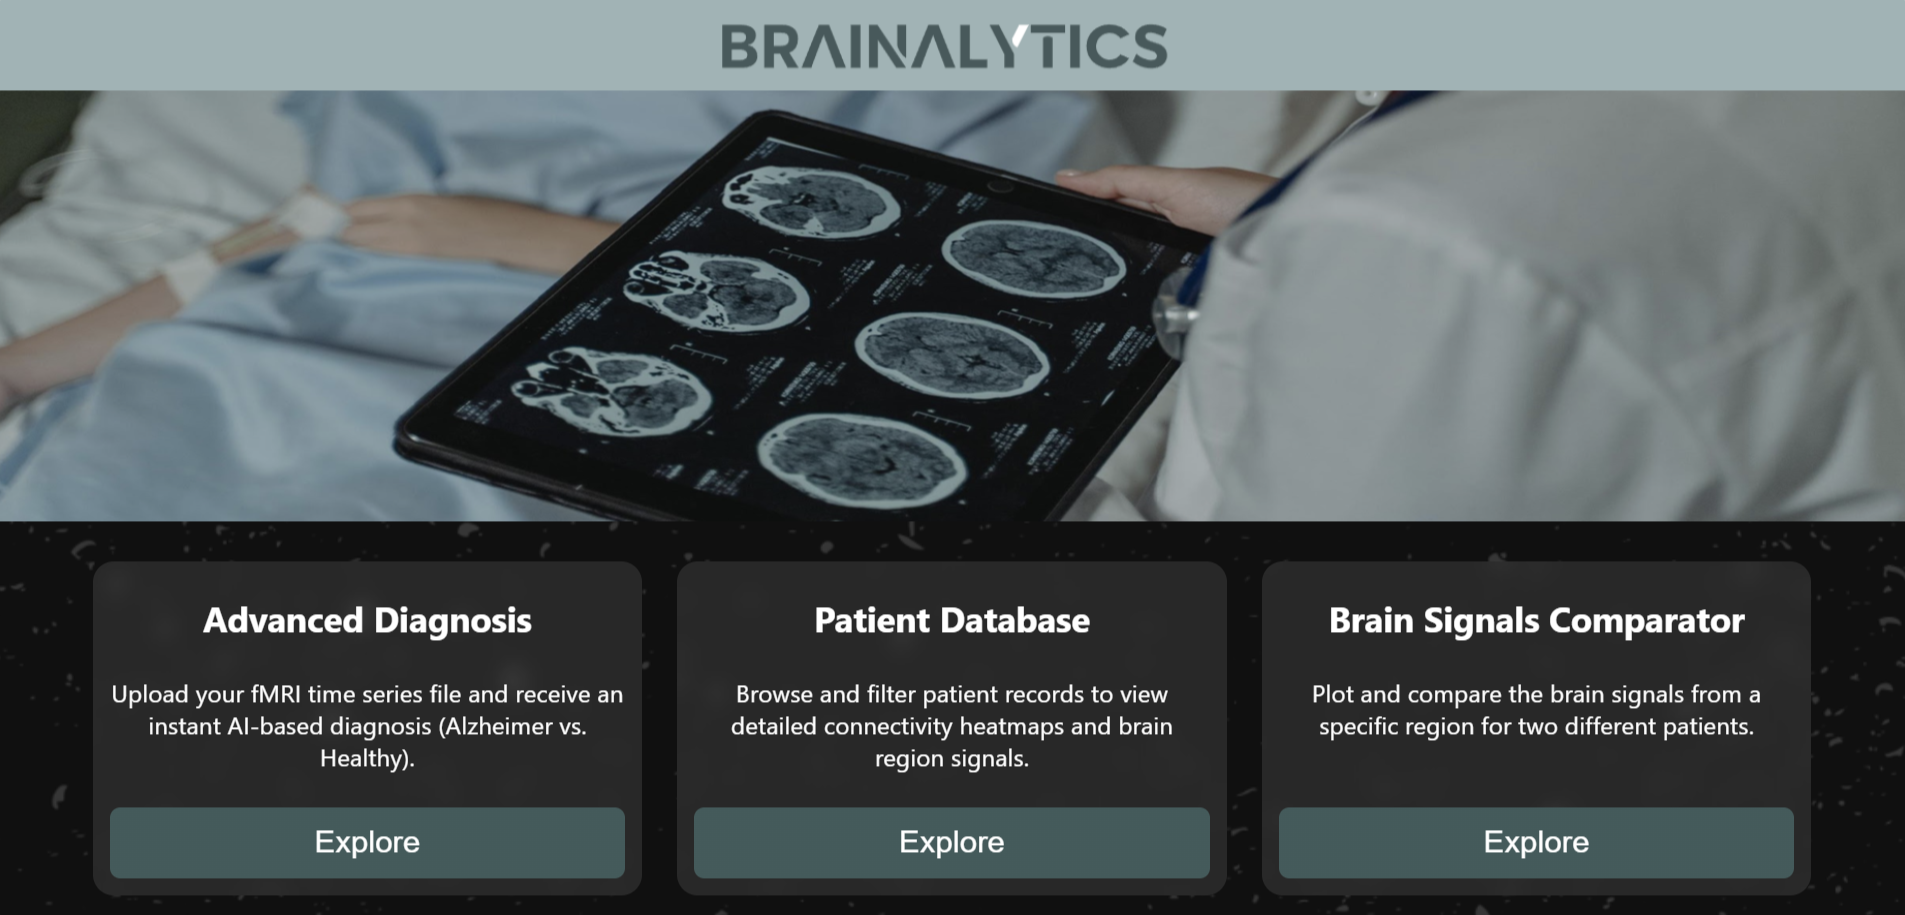 BRAINALYTICS
Advanced Diagnosis
Upload your fMRI time series file and receive an
instant AI-based diagnosis (Alzheimer vs.
Healthy).
Explore
Patient Database
Browse and filter patient records to view
detailed connectivity heatmaps and brain
region signals.
Explore
Brain Signals Comparator
Plot and compare the brain signals from a
specific region for two different patients.
Explore